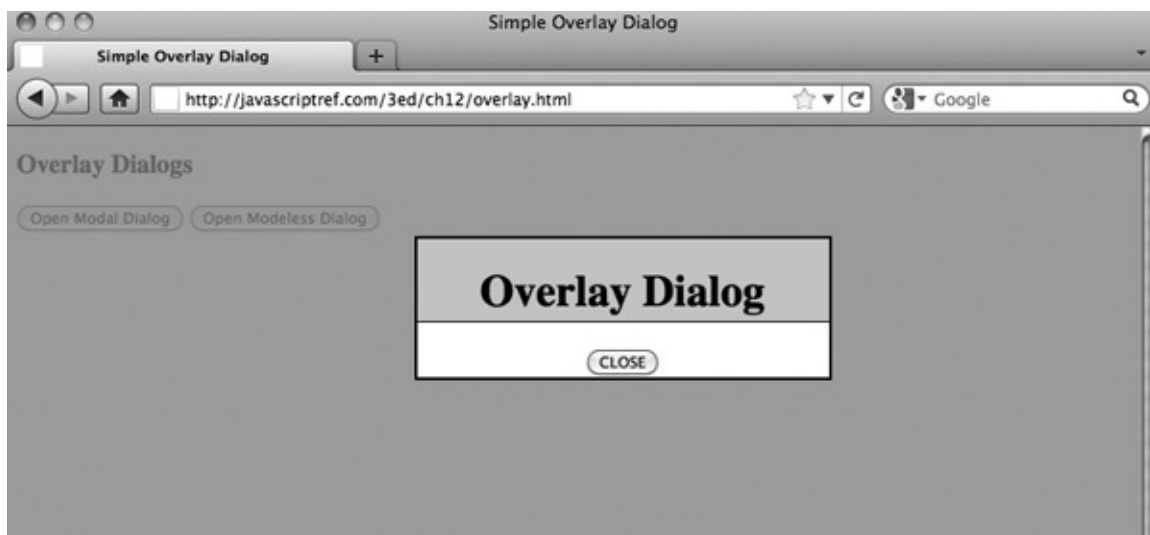 Simple Overlay Dialog
Simple Overlay Dialog
http://javascriptref.com/3ed/ch12/overlay.html
Google
Overlay Dialogs
Open Modal Dialog
Open Modeless Dialog
Overlay Dialog
CLOSE